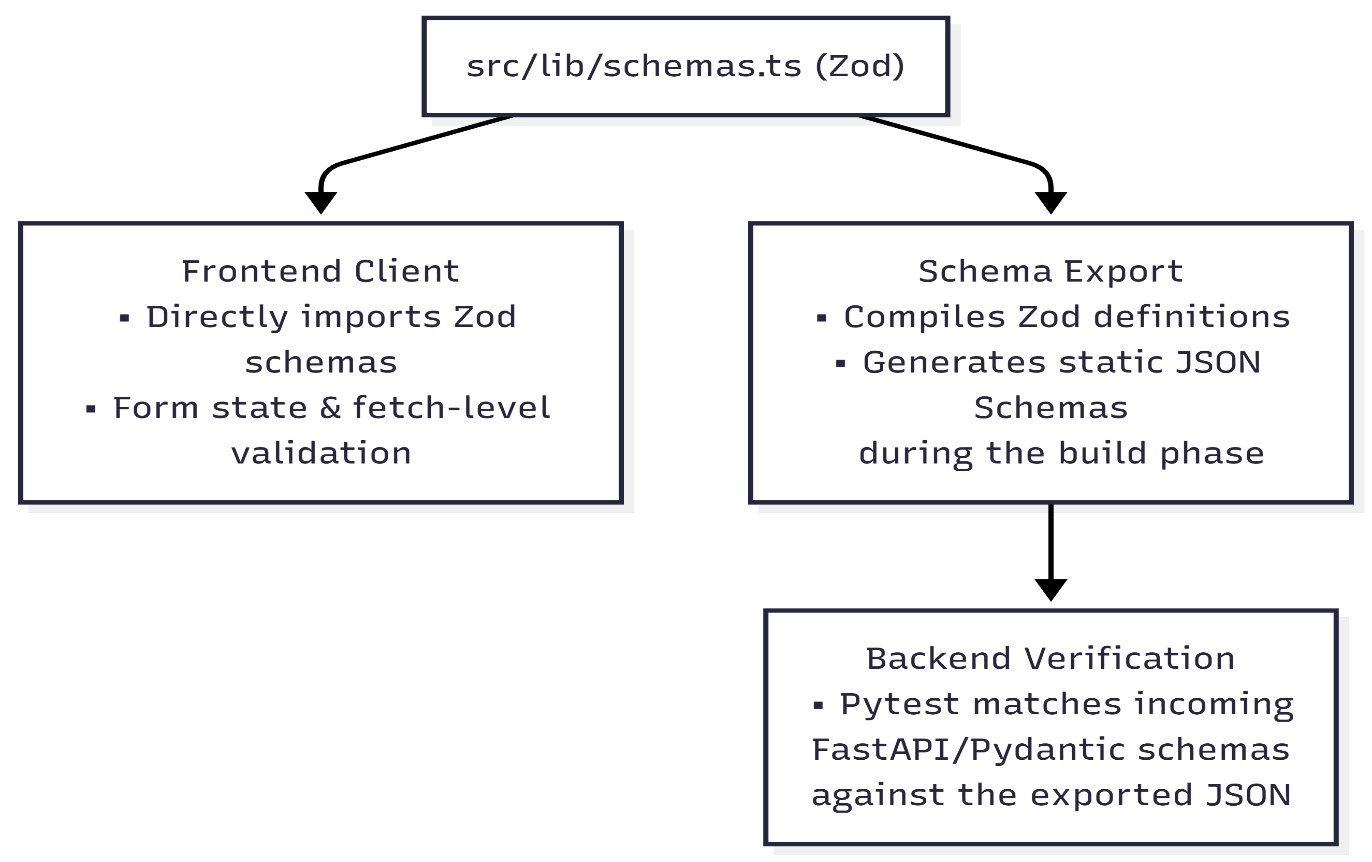 src/lib/schemas.ts (Zod)
Frontend Client
▪ Directly imports Zod
schemas
▪ Form state & fetch-level
validation
Schema Export
▪ Compiles Zod definitions
▪ Generates static JSON
Schemas
during the build phase
Backend Verification
▪ Pytest matches incoming
FastAPI/Pydantic schemas
against the exported JSON